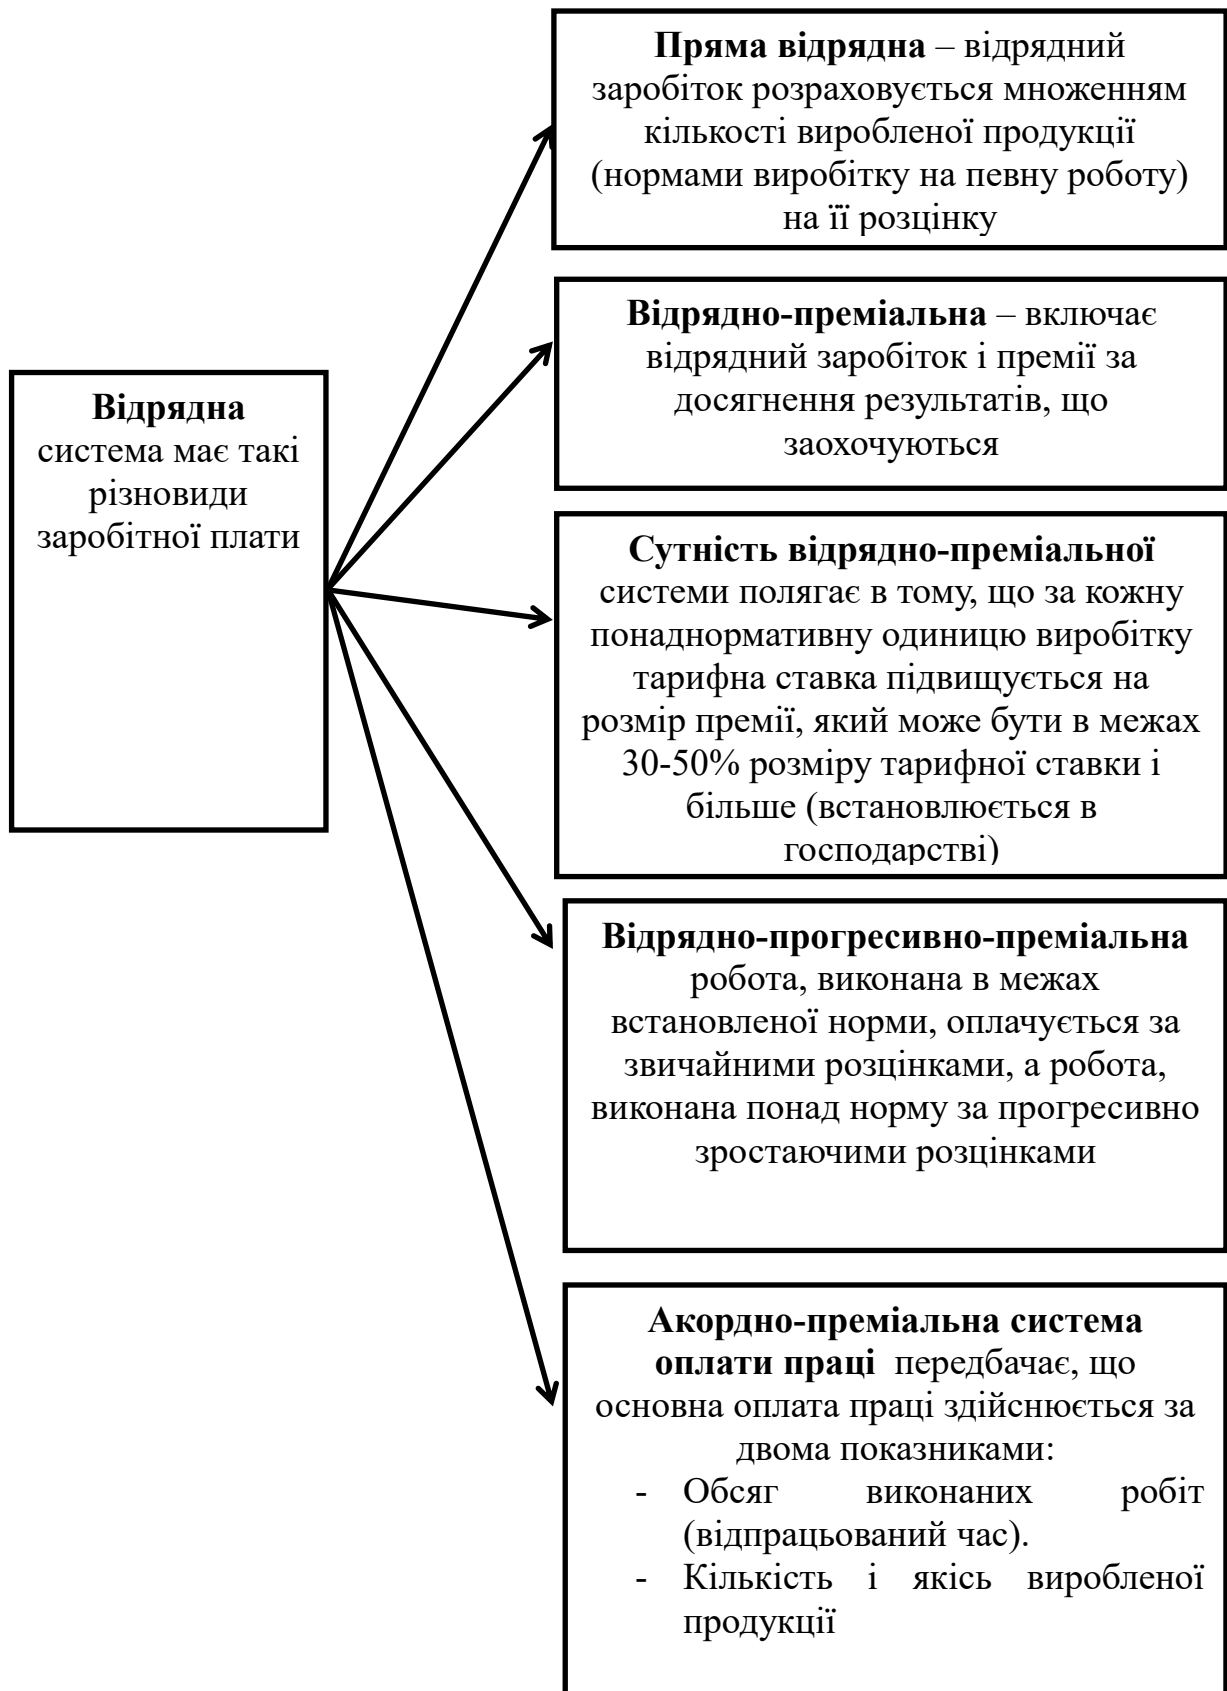 Відрядна
система має такі
різновиди
заробітної плати
Пряма відрядна – відрядний
заробіток розраховується множенням
кількості виробленої продукції
(нормами виробітку на певну роботу)
на її розцінку
Відрядно-преміальна – включає
відрядний заробіток і премії за
досягнення результатів, що
заохочуються
Сутність відрядно-преміальної
системи полягає в тому, що за кожну
понаднормативну одиницю виробітку
тарифна ставка підвищується на
розмір премії, який може бути в межах
30-50% розміру тарифної ставки і
більше (встановлюється в
господарстві)
Відрядно-прогресивно-преміальна
робота, виконана в межах
встановленої норми, оплачується за
звичайними розцінками, а робота,
виконана понад норму за прогресивно
зростаючими розцінками
Акордно-преміальна система
оплати праці передбачає, що
основна оплата праці здійснюється за
двома показниками:
- Обсяг виконаних робіт
(відпрацьований час).
- Кількість і якісь виробленої
продукції